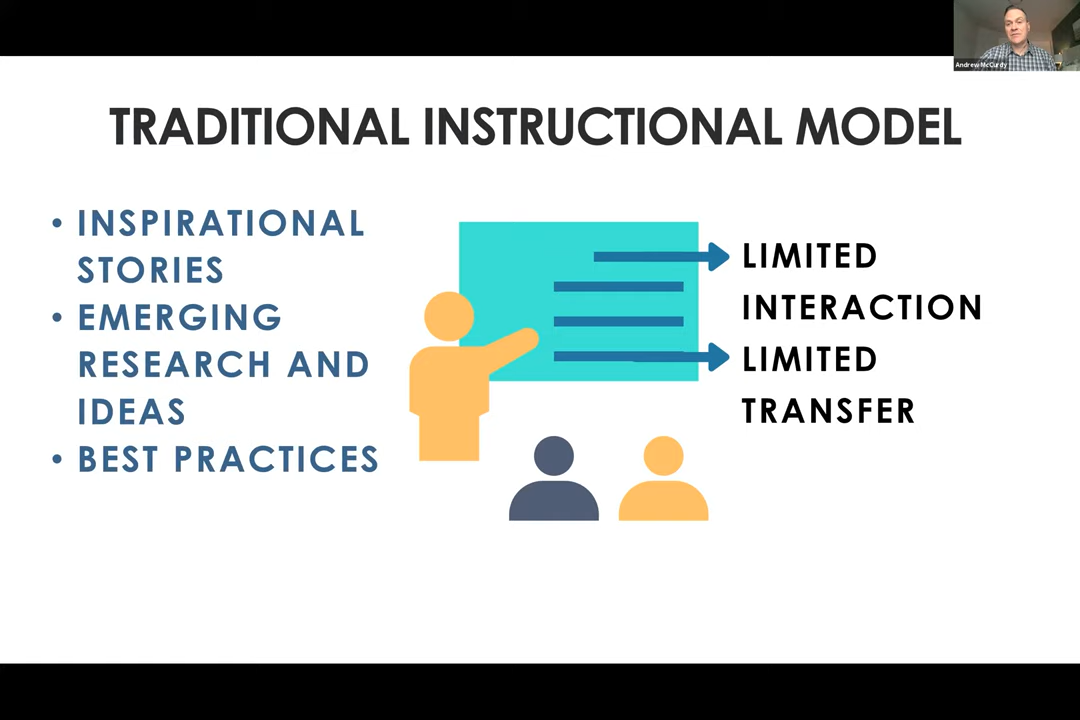 Andrew McCurdy
TRADITIONAL INSTRUCTIONAL MODEL
• INSPIRATIONAL
STORIES
• EMERGING
RESEARCH AND
IDEAS
• BEST PRACTICES
LIMITED
INTERACTION
LIMITED
TRANSFER